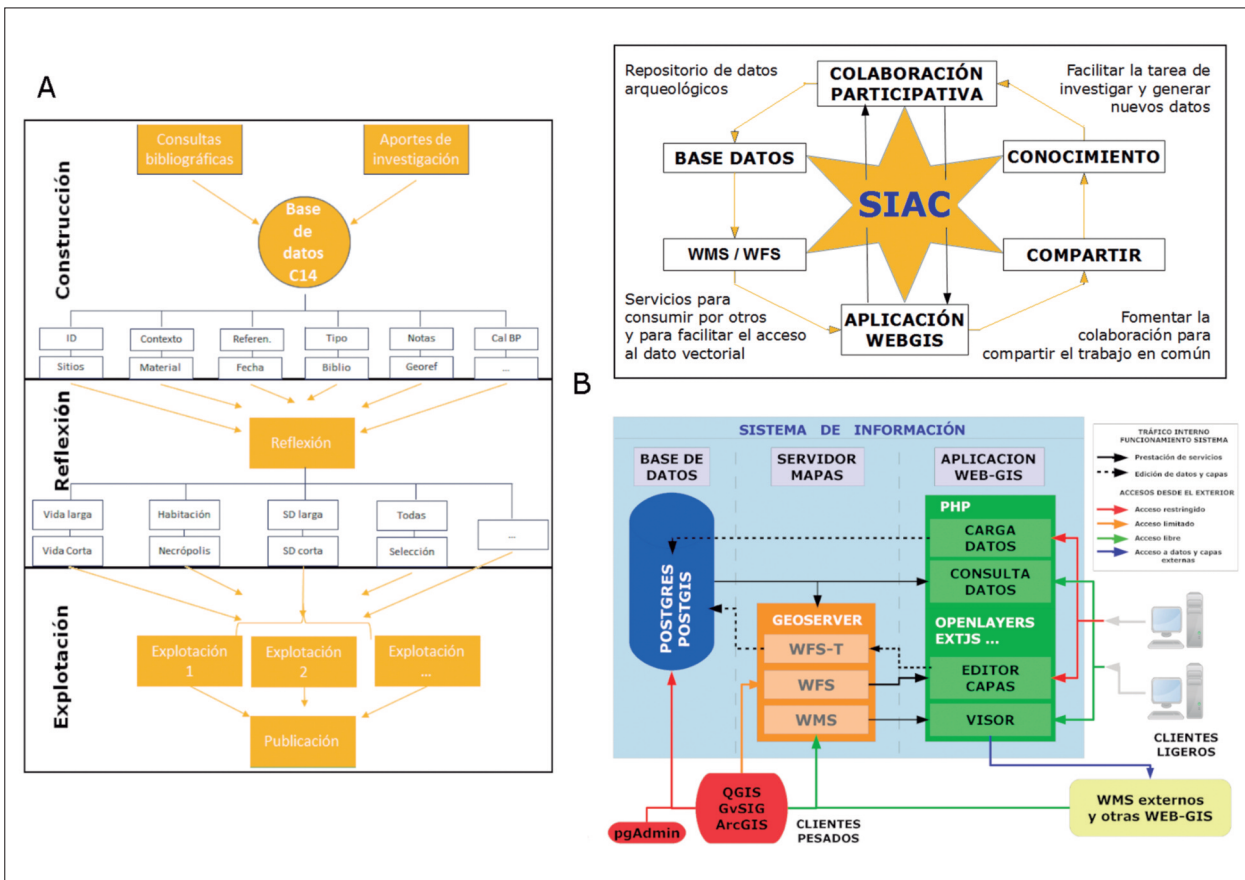 A
Construcción
Consultas
bibliográficas
Aportes de
investigación
Base
de
datos
C14
ID
Contexto
Referen.
Tipo
Notas
Cal BP
Sitios
Material
Fecha
Biblio
Georef
...
Reflexión
Reflexión
Vida larga
Habitación
SD larga
Todas
...
Vida Corta
Necrópolis
SD corta
Selección
Explotación
Explotación
1
Explotación
2
Explotación
...
Publicación
Repositorio de datos
arqueológicos
COLABORACIÓN
PARTICIPATIVA
Facilitar la tarea de
investigar y generar
nuevos datos
BASE DATOS
CONOCIMIENTO
SIAC
WMS / WFS
COMPARTIR
Servicios para
consumir por otros
y para facilitar el acceso
al dato vectorial
APLICACIÓN
WEBGIS
Fomentar la
colaboración para
compartir el trabajo en común
B
SISTEMA DE INFORMACIÓN
BASE DE
DATOS
SERVIDOR
MAPAS
APLICACION
WEB-GIS
POSTGRES
POSTGIS
GEOSERVER
WFS-T
WFS
WMS
PHP
CARGA
DATOS
CONSULTA
DATOS
OPENLAYERS
EXTJS ...
EDITOR
CAPAS
VISOR
TRÁFICO INTERNO
FUNCIONAMIENTO SISTEMA
Prestación de servicios
Edición de datos y capas
ACCESOS DESDE EL EXTERIOR
Acceso restringido
Acceso limitado
Acceso libre
Acceso a datos y capas
externas
CLIENTES
LIGEROS
pgAdmin
QGIS
GvSIG
ArcGIS
CLIENTES
PESADOS
WMS externos
y otras WEB-GIS